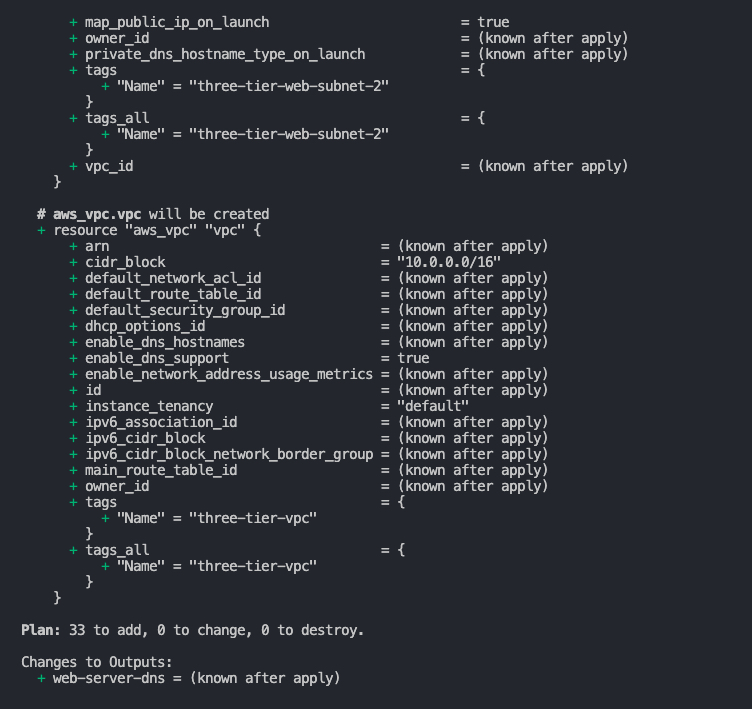 + map_public_ip_on_launch = true
+ owner_id = (known after apply)
+ private_dns_hostname_type_on_launch = (known after apply)
+ tags = {
+ "Name" = "three-tier-web-subnet-2"
}
+ tags_all = {
+ "Name" = "three-tier-web-subnet-2"
}
+ vpc_id = (known after apply)
}
# aws_vpc.vpc will be created
+ resource "aws_vpc" "vpc" {
+ arn = (known after apply)
+ cidr_block = "10.0.0.0/16"
+ default_network_acl_id = (known after apply)
+ default_route_table_id = (known after apply)
+ default_security_group_id = (known after apply)
+ dhcp_options_id = (known after apply)
+ enable_dns_hostnames = (known after apply)
+ enable_dns_support = true
+ enable_network_address_usage_metrics = (known after apply)
+ id = (known after apply)
+ instance_tenancy = "default"
+ ipv6_association_id = (known after apply)
+ ipv6_cidr_block = (known after apply)
+ ipv6_cidr_block_network_border_group = (known after apply)
+ main_route_table_id = (known after apply)
+ owner_id = (known after apply)
+ tags = {
+ "Name" = "three-tier-vpc"
}
+ tags_all = {
+ "Name" = "three-tier-vpc"
}
}
Plan: 33 to add, 0 to change, 0 to destroy.
Changes to Outputs:
+ web-server-dns = (known after apply)